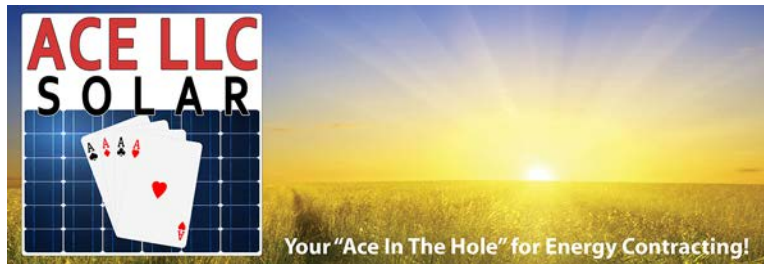 ACE LLC
SOLAR
A A A A
A
Your "Ace In The Hole" for Energy Contracting!